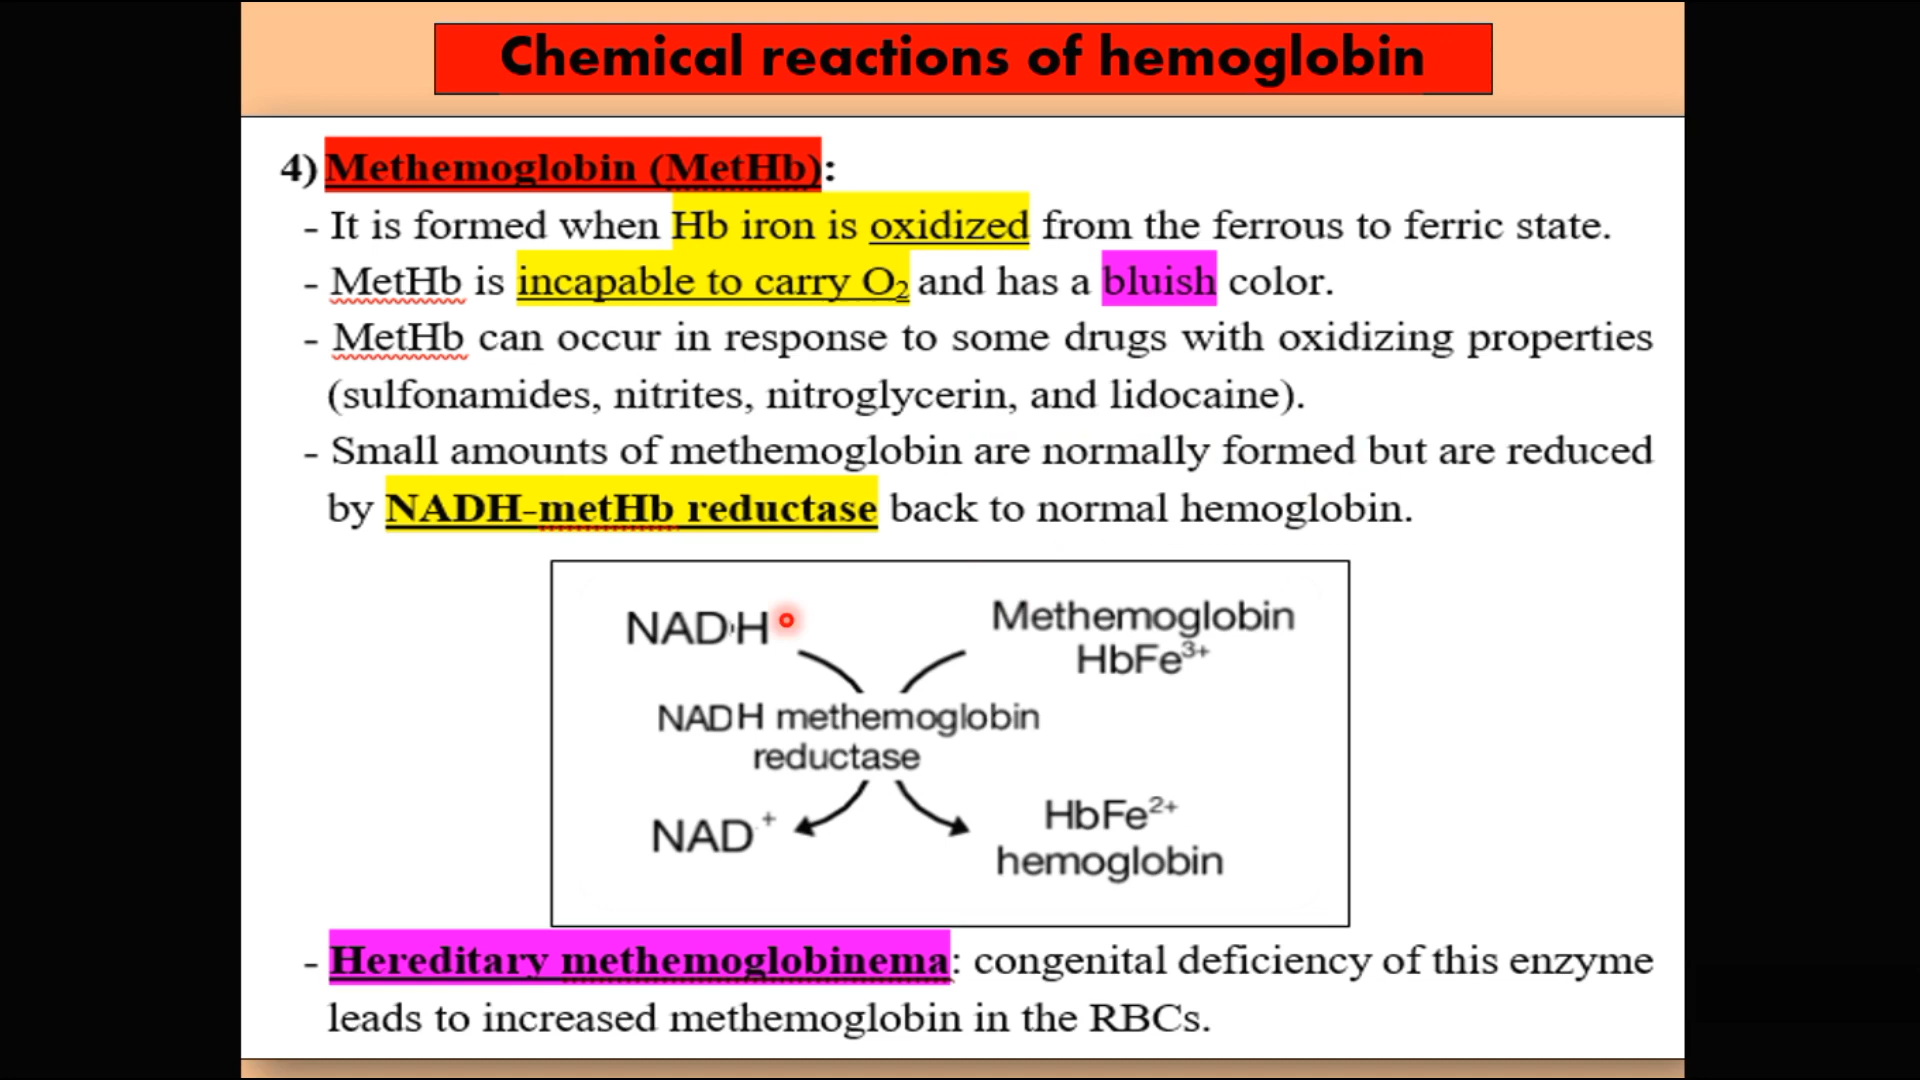 Chemical reactions of hemoglobin
4) Methemoglobin (MetHb):
- It is formed when Hb iron is oxidized from the ferrous to ferric state.
- MetHb is incapable to carry O₂ and has a bluish color.
- MetHb can occur in response to some drugs with oxidizing properties
(sulfonamides, nitrites, nitroglycerin, and lidocaine).
- Small amounts of methemoglobin are normally formed but are reduced
by NADH-metHb reductase back to normal hemoglobin.
NADH
Methemoglobin
HbFe³⁺
NADH methemoglobin
reductase
NAD⁺
HbFe²⁺
hemoglobin
- Hereditary methemoglobinema: congenital deficiency of this enzyme
leads to increased methemoglobin in the RBCs.